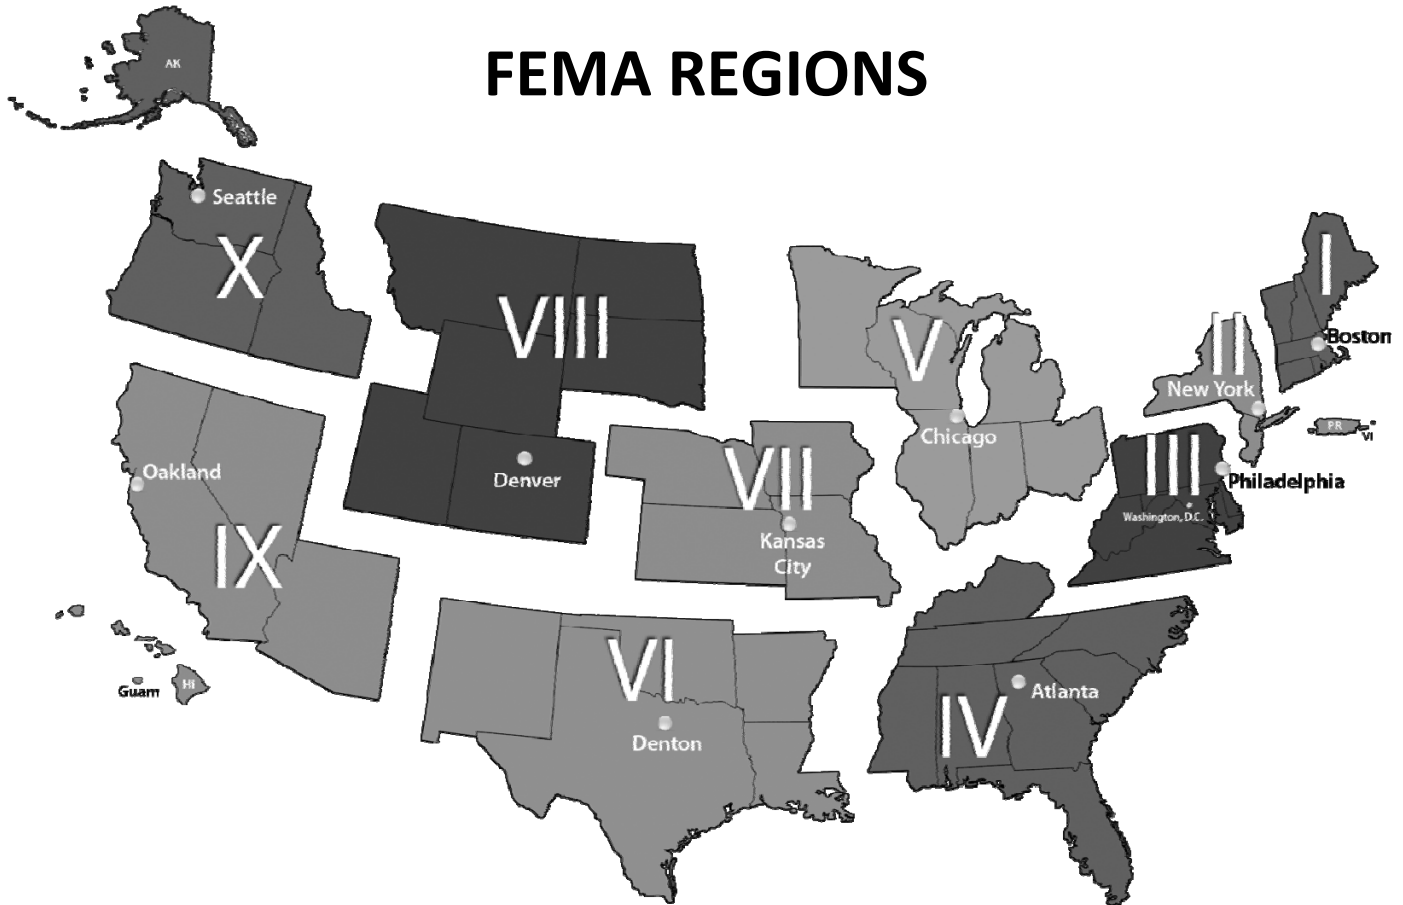 FEMA REGIONS
AK
Seattle
X
VIII
V
I
II
Boston
New York
PR
VI
Chicago
Oakland
Denver
VII
III
Philadelphia
Washington, D.C.
Kansas
City
IX
VI
IV
Atlanta
Guam
HI
Denton